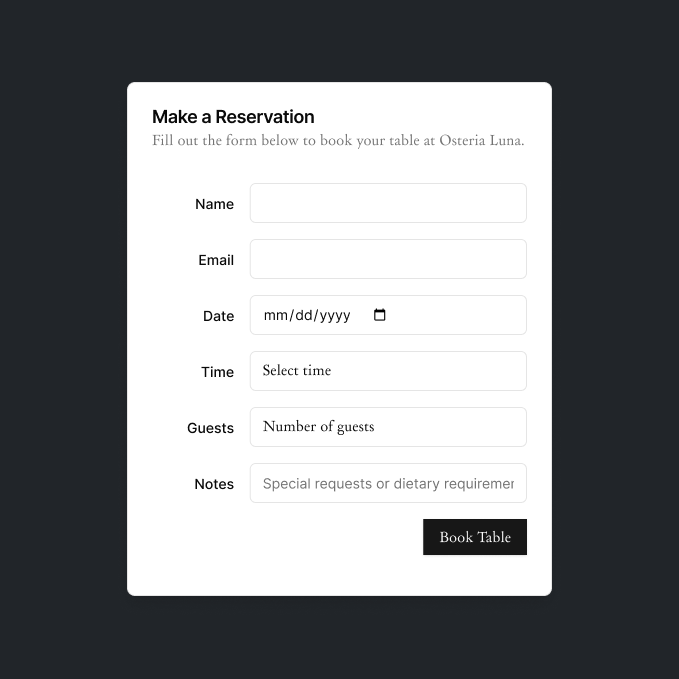 Make a Reservation
Fill out the form below to book your table at Osteria Luna.
Name
Email
Date mm/dd/yyyy
Time Select time
Guests Number of guests
Notes Special requests or dietary requiremen
Book Table